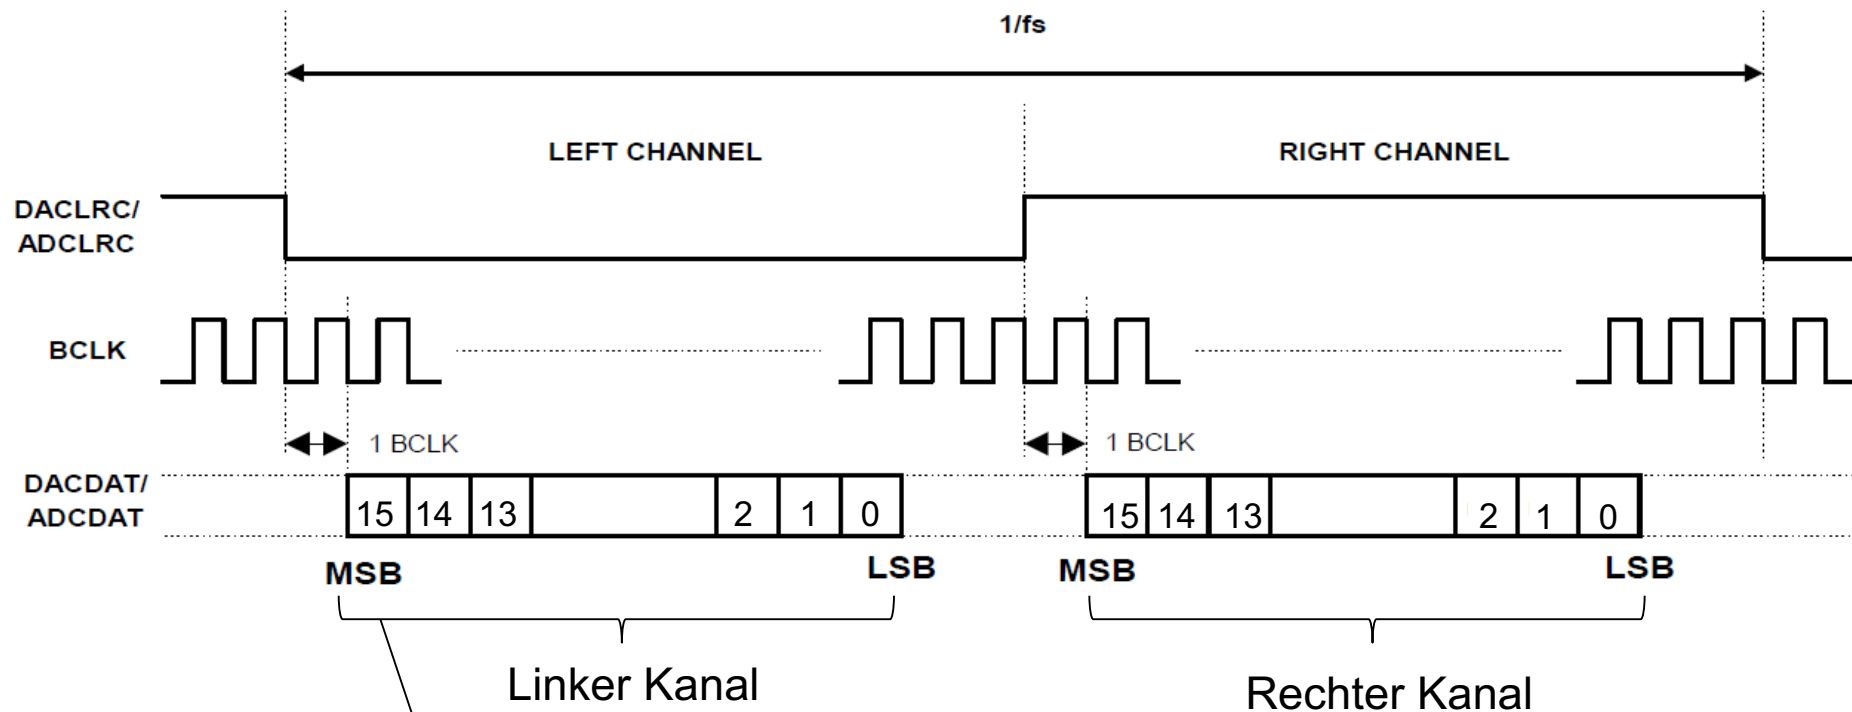 1/fs
LEFT CHANNEL
RIGHT CHANNEL
DACLRC/
ADCLRC
BCLK
1 BCLK
1 BCLK
DACDAT/
ADCDAT
15 14 13 2 1 0
15 14 13 2 1 0
MSB
LSB
MSB
LSB
Linker Kanal
Rechter Kanal